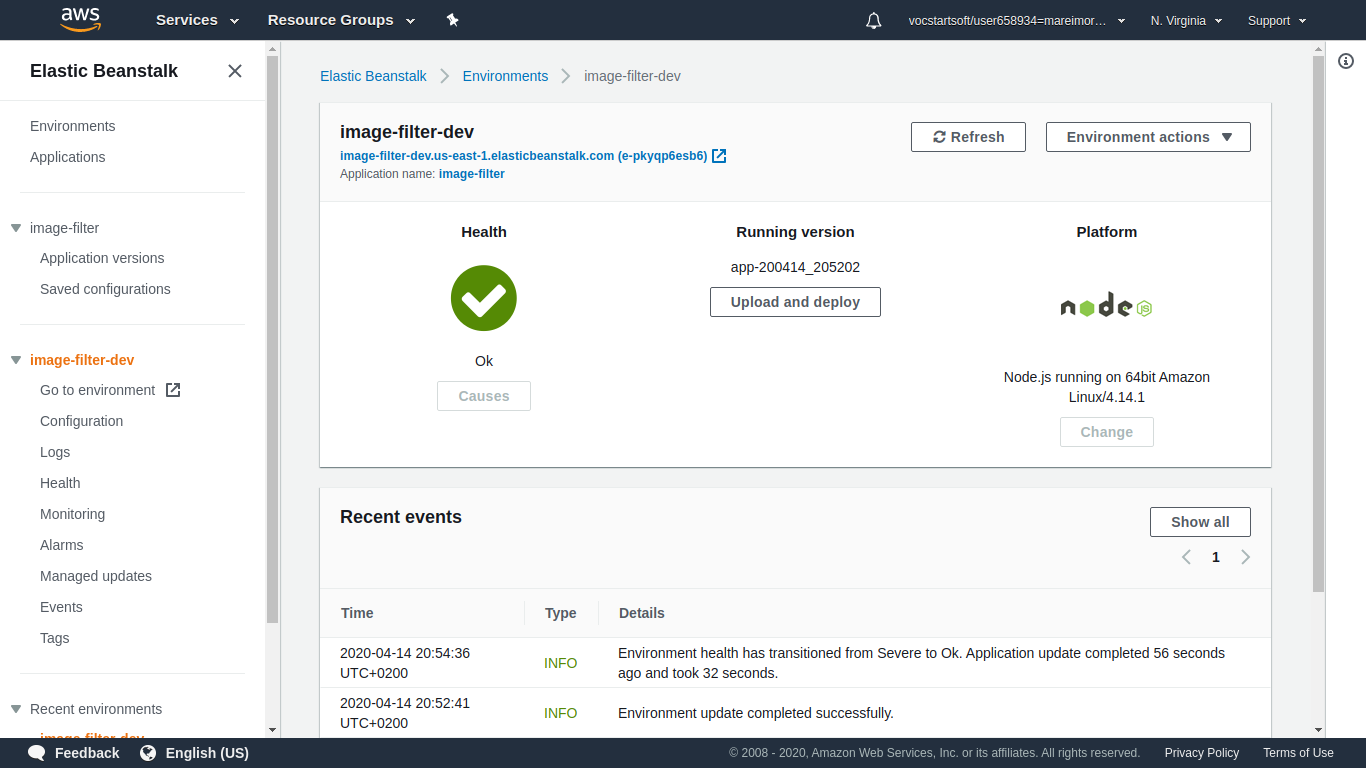 aws
Services
Resource Groups
vocstartsoft/user658934=mareimor...
N. Virginia
Support
Elastic Beanstalk
Environments
Applications
image-filter
Application versions
Saved configurations
image-filter-dev
Go to environment
Configuration
Logs
Health
Monitoring
Alarms
Managed updates
Events
Tags
Recent environments
image-filter-dev
Elastic Beanstalk
Environments
image-filter-dev
image-filter-dev
image-filter-dev.us-east-1.elasticbeanstalk.com (e-pkyqp6esb6)
Application name: image-filter
Refresh
Environment actions
Health
Ok
Causes
Running version
app-200414_205202
Upload and deploy
Platform
node JS
Node.js running on 64bit Amazon
Linux/4.14.1
Change
Recent events
Show all
1
Time
Type
Details
2020-04-14 20:54:36
UTC+0200
INFO
Environment health has transitioned from Severe to Ok. Application update completed 56 seconds
ago and took 32 seconds.
2020-04-14 20:52:41
UTC+0200
INFO
Environment update completed successfully.
Feedback
English (US)
© 2008 - 2020, Amazon Web Services, Inc. or its affiliates. All rights reserved.
Privacy Policy
Terms of Use